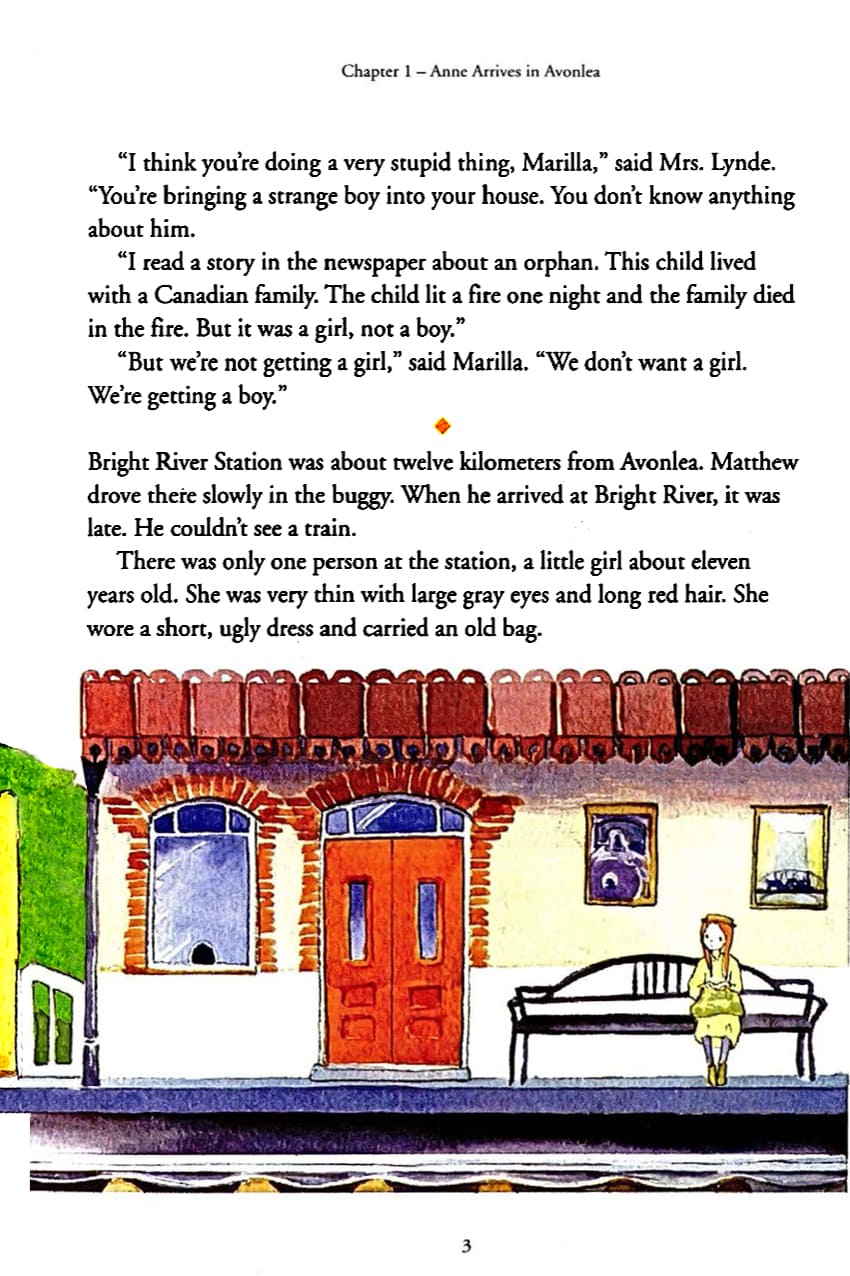 Chapter 1 – Anne Arrives in Avonlea
“I think you’re doing a very stupid thing, Marilla,” said Mrs. Lynde.
“You’re bringing a strange boy into your house. You don’t know anything
about him.
“I read a story in the newspaper about an orphan. This child lived
with a Canadian family. The child lit a fire one night and the family died
in the fire. But it was a girl, not a boy.”
“But we’re not getting a girl,” said Marilla. “We don’t want a girl.
We’re getting a boy.”
Bright River Station was about twelve kilometers from Avonlea. Matthew
drove there slowly in the buggy. When he arrived at Bright River, it was
late. He couldn’t see a train.
There was only one person at the station, a little girl about eleven
years old. She was very thin with large gray eyes and long red hair. She
wore a short, ugly dress and carried an old bag.
3